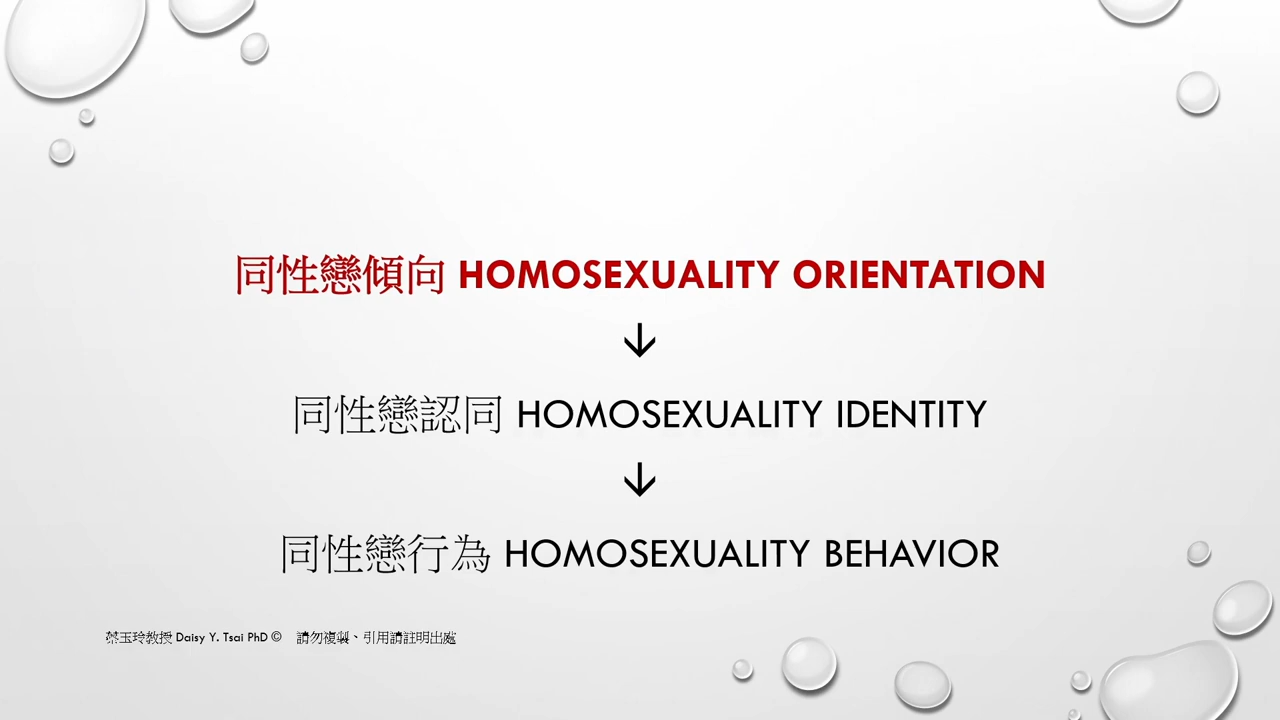 同性戀傾向 HOMOSEXUALITY ORIENTATION
↓
同性戀認同 HOMOSEXUALITY IDENTITY
↓
同性戀行為 HOMOSEXUALITY BEHAVIOR
蔡玉玲教授 Daisy Y. Tsai PhD © 請勿複製、引用請註明出處